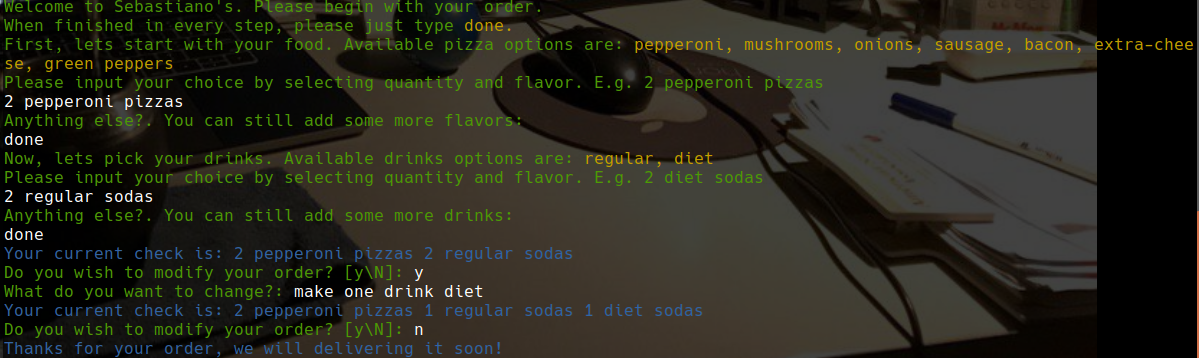 Welcome to Sebastiano's. Please begin with your order.
When finished in every step, please just type done.
First, lets start with your food. Available pizza options are: pepperoni, mushrooms, onions, sausage, bacon, extra-chee
se, green peppers
Please input your choice by selecting quantity and flavor. E.g. 2 pepperoni pizzas
2 pepperoni pizzas
Anything else?. You can still add some more flavors:
done
Now, lets pick your drinks. Available drinks options are: regular, diet
Please input your choice by selecting quantity and flavor. E.g. 2 diet sodas
2 regular sodas
Anything else?. You can still add some more drinks:
done
Your current check is: 2 pepperoni pizzas 2 regular sodas
Do you wish to modify your order? [y\N]: y
What do you want to change?: make one drink diet
Your current check is: 2 pepperoni pizzas 1 regular sodas 1 diet sodas
Do you wish to modify your order? [y\N]: n
Thanks for your order, we will delivering it soon!